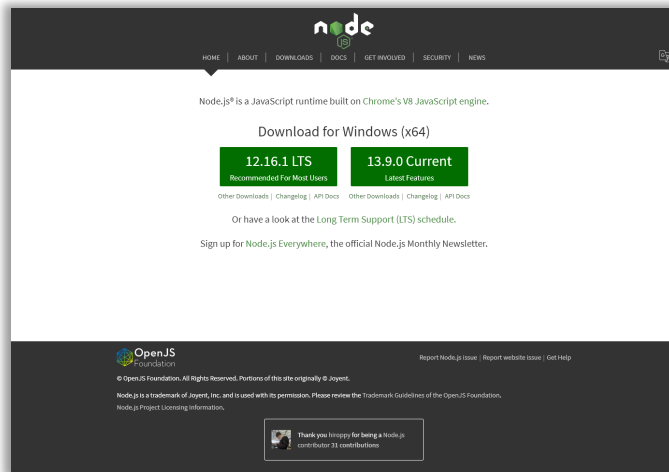 node
JS
HOME | ABOUT | DOWNLOADS | DOCS | GET INVOLVED | SECURITY | NEWS
Node.js® is a JavaScript runtime built on Chrome's V8 JavaScript engine.
Download for Windows (x64)
12.16.1 LTS
Recommended For Most Users
13.9.0 Current
Latest Features
Other Downloads | Changelog | API Docs
Other Downloads | Changelog | API Docs
Or have a look at the Long Term Support (LTS) schedule.
Sign up for Node.js Everywhere, the official Node.js Monthly Newsletter.
OpenJS
Foundation
Report Node.js issue | Report website issue | Get Help
© OpenJS Foundation. All Rights Reserved. Portions of this site originally © Joyent.
Node.js is a trademark of Joyent, Inc. and is used with its permission. Please review the Trademark Guidelines of the OpenJS Foundation.
Node.js Project Licensing Information.
Thank you hiroppy for being a Node.js
contributor 31 contributions